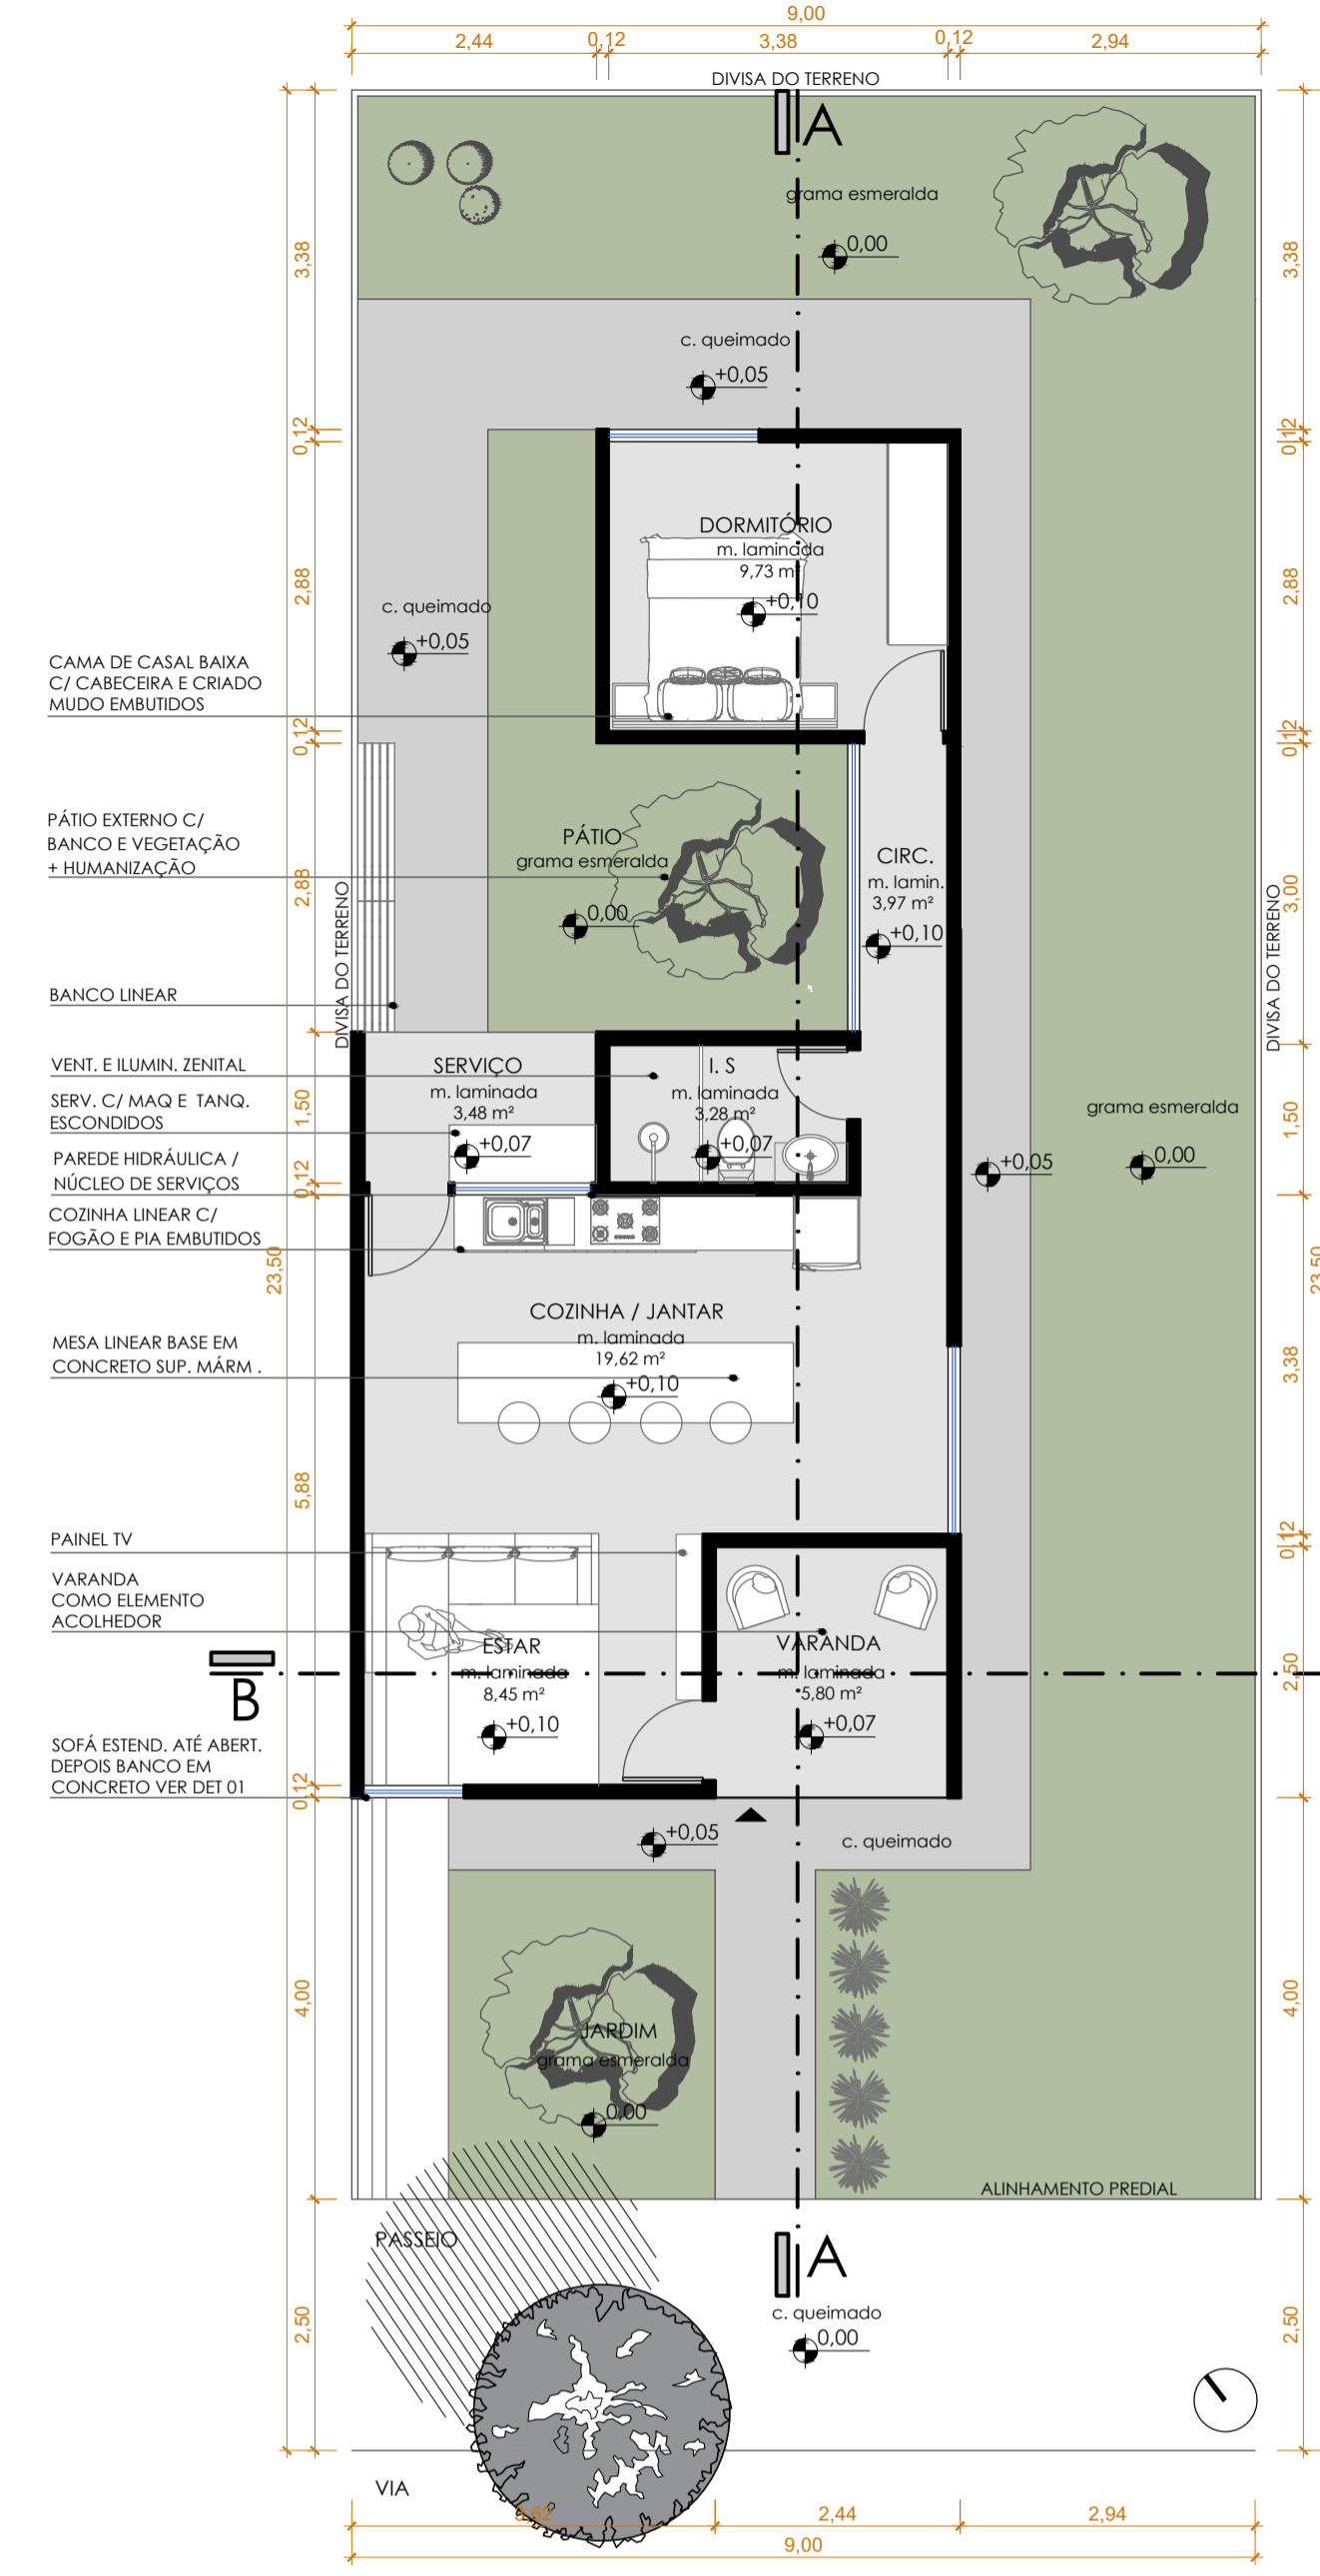 9,00
2,44
0,12
3,38
0,12
2,94
DIVISA DO TERRENO
A
grama esmeralda
0,00
3,38
3,38
c. queimado
+0,05
0,12
0,12
DORMITÓRIO
m. laminada
9,73 m²
+0,10
2,88
2,88
c. queimado
+0,05
CAMA DE CASAL BAIXA
C/ CABECEIRA E CRIADO
MUDO EMBUTIDOS
0,12
0,12
PÁTIO EXTERNO C/
BANCO E VEGETAÇÃO
+ HUMANIZAÇÃO
PÁTIO
grama esmeralda
0,00
CIRC.
m. lamin.
3,97 m²
+0,10
2,88
3,00
DIVISA DO TERRENO
DIVISA DO TERRENO
BANCO LINEAR
VENT. E ILUMIN. ZENITAL
SERV. C/ MAQ E TANQ.
ESCONDIDOS
PAREDE HIDRÁULICA /
NÚCLEO DE SERVIÇOS
COZINHA LINEAR C/
FOGÃO E PIA EMBUTIDOS
SERVIÇO
m. laminada
3,48 m²
+0,07
I. S
m. laminada
3,28 m²
+0,07
1,50
1,50
grama esmeralda
+0,05
0,00
0,12
23,50
23,50
COZINHA / JANTAR
m. laminada
19,62 m²
+0,10
MESA LINEAR BASE EM
CONCRETO SUP. MÁRM .
3,38
5,88
0,12
PAINEL TV
VARANDA
COMO ELEMENTO
ACOLHEDOR
ESTAR
m. laminada
8,45 m²
+0,10
VARANDA
m. laminada
5,80 m²
+0,07
2,50
B
SOFÁ ESTEND. ATÉ ABERT.
DEPOIS BANCO EM
CONCRETO VER DET 01
0,12
+0,05
c. queimado
4,00
4,00
JARDIM
grama esmeralda
0,00
ALINHAMENTO PREDIAL
PASSEIO
A
c. queimado
0,00
2,50
2,50
VIA
3,62
2,44
2,94
9,00